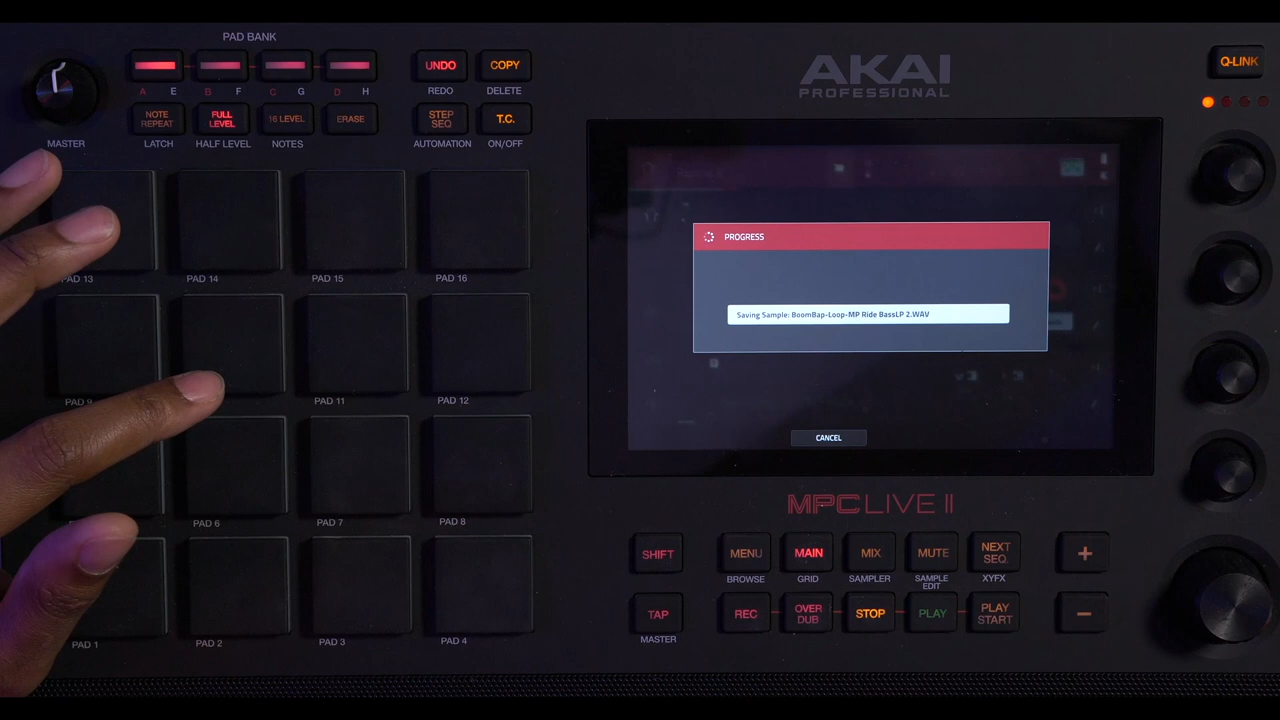 PAD BANK
A E B F C G D H
UNDO COPY
REDO DELETE
NOTE REPEAT FULL LEVEL 16 LEVEL ERASE
STEP SEQ T.C.
MASTER LATCH HALF LEVEL NOTES
AUTOMATION ON/OFF
AKAI
PROFESSIONAL
Q-LINK
PAD 13 PAD 14 PAD 15 PAD 16
PROGRESS
Saving Sample: BoomBap-Loop-MP Ride BassLP 2.WAV
CANCEL
PAD 9 PAD 11 PAD 12
PAD 6 PAD 7 PAD 8
PAD 1 PAD 2 PAD 3 PAD 4
MPC LIVE II
SHIFT MENU MAIN MIX MUTE NEXT SEQ. +
BROWSE GRID SAMPLER SAMPLE EDIT XYFX
TAP REC OVER DUB STOP PLAY PLAY START −
MASTER